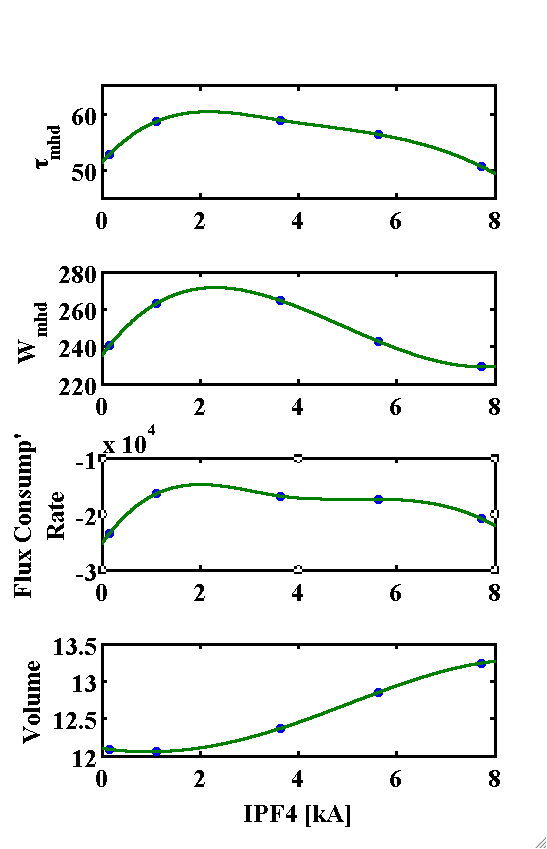 60
50
τmhd
0 2 4 6 8
280
260
240
220
Wmhd
0 2 4 6 8
x 10^4
-1
-2
-3
Flux Consump'
Rate
0 2 4 6 8
13.5
13
12.5
12
Volume
0 2 4 6 8
IPF4 [kA]